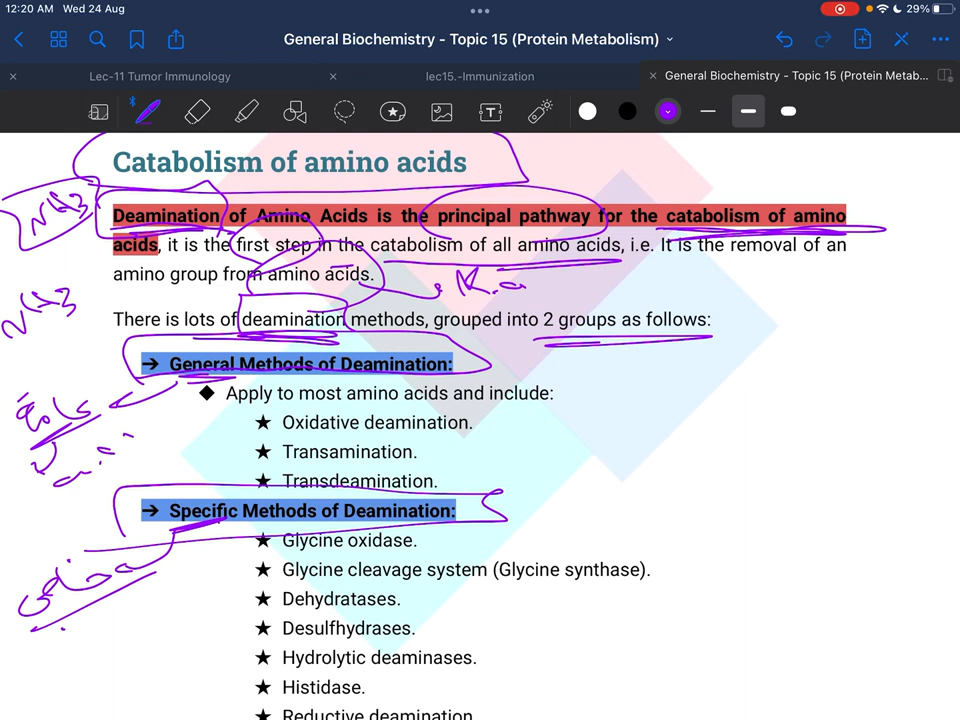 12:20 AM Wed 24 Aug
29%
General Biochemistry - Topic 15 (Protein Metabolism)
Lec-11 Tumor Immunology
lec15.-Immunization
General Biochemistry - Topic 15 (Protein Metab...
Catabolism of amino acids
NH3
Deamination of Amino Acids is the principal pathway for the catabolism of amino
acids, it is the first step in the catabolism of all amino acids, i.e. It is the removal of an
amino group from amino acids.
NH3
There is lots of deamination methods, grouped into 2 groups as follows:
➔ General Methods of Deamination:
◆ Apply to most amino acids and include:
★ Oxidative deamination.
★ Transamination.
★ Transdeamination.
➔ Specific Methods of Deamination:
★ Glycine oxidase.
★ Glycine cleavage system (Glycine synthase).
★ Dehydratases.
★ Desulfhydrases.
★ Hydrolytic deaminases.
★ Histidase.
★ Reductive deamination